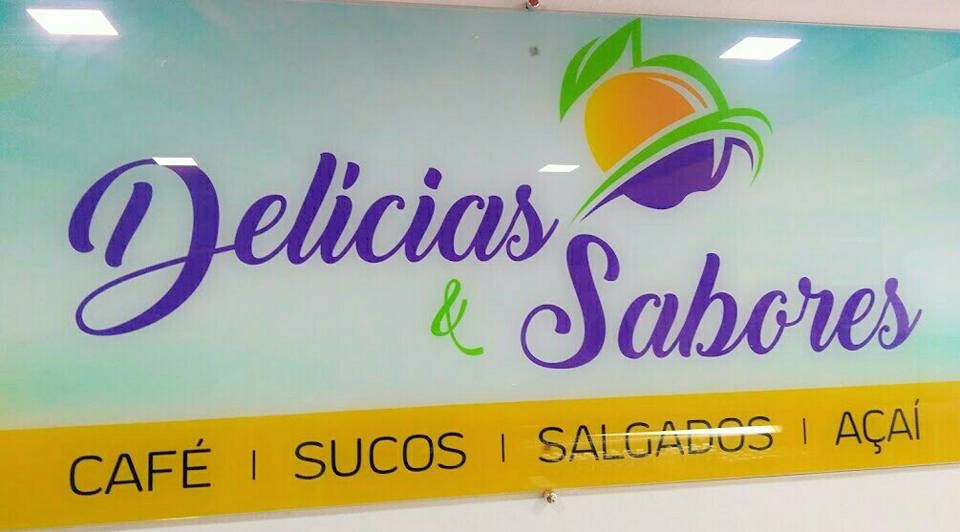 Delícias
& Sabores
CAFÉ | SUCOS | SALGADOS | AÇAÍ